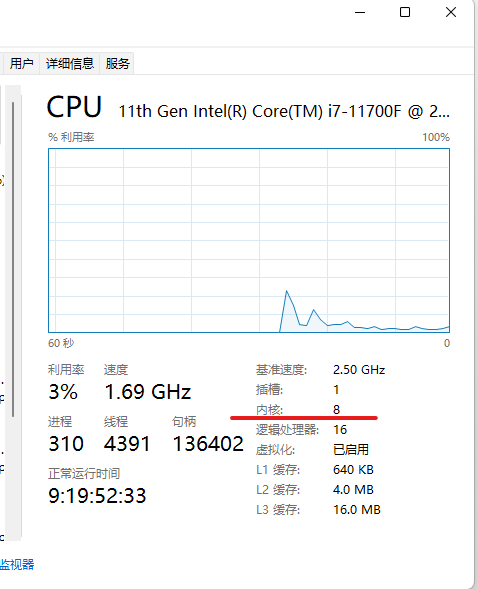 用户 详细信息 服务
CPU 11th Gen Intel(R) Core(TM) i7-11700F @ 2...
% 利用率 100%
60 秒 0
利用率 速度
3% 1.69 GHz
进程 线程 句柄
310 4391 136402
正常运行时间
9:19:52:33
基准速度: 2.50 GHz
插槽: 1
内核: 8
逻辑处理器: 16
虚拟化: 已启用
L1 缓存: 640 KB
L2 缓存: 4.0 MB
L3 缓存: 16.0 MB
监视器